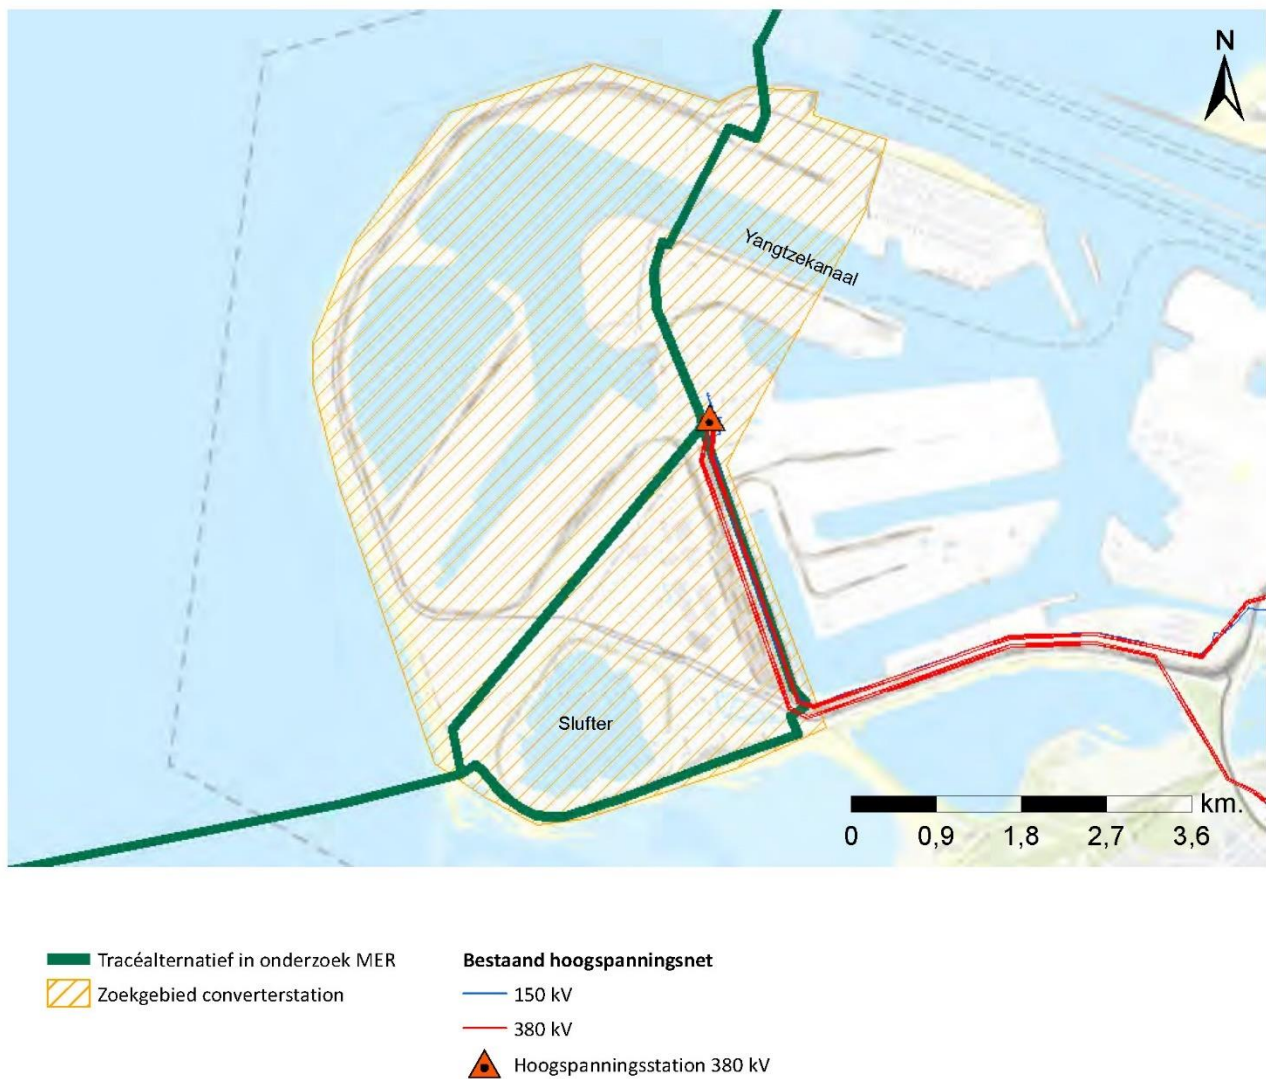 N
Yangtzekanaal
Slufter
km.
0 0,9 1,8 2,7 3,6
Tracéalternatief in onderzoek MER
Zoekgebied converterstation
Bestaand hoogspanningsnet
150 kV
380 kV
Hoogspanningsstation 380 kV